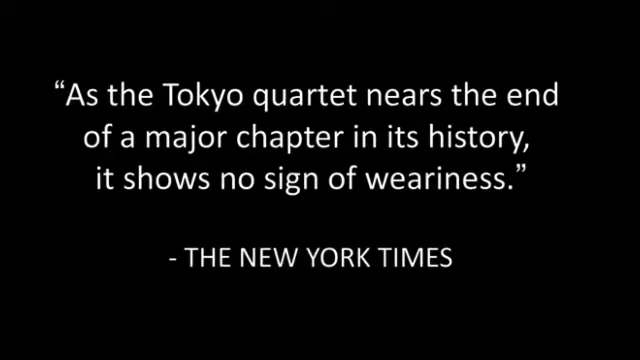 “As the Tokyo quartet nears the end
of a major chapter in its history,
it shows no sign of weariness.”
- THE NEW YORK TIMES